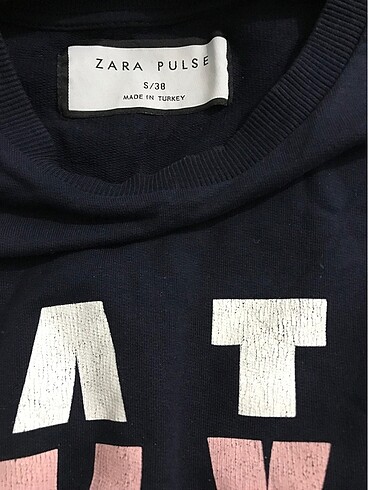 ZARA PULSE
S/38
MADE IN TURKEY
AT